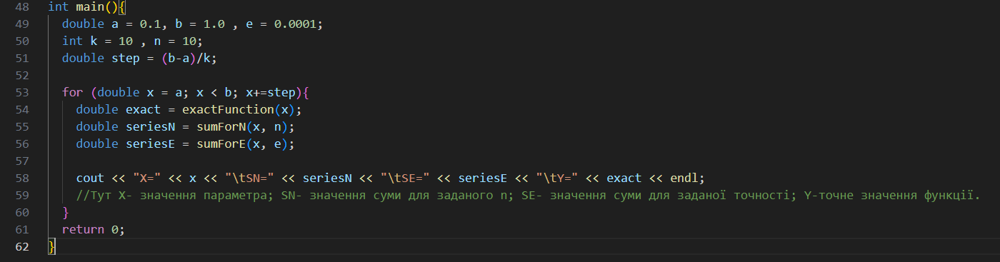 48 int main(){
49 double a = 0.1, b = 1.0 , e = 0.0001;
50 int k = 10 , n = 10;
51 double step = (b-a)/k;
52
53 for (double x = a; x < b; x+=step){
54 double exact = exactFunction(x);
55 double seriesN = sumForN(x, n);
56 double seriesE = sumForE(x, e);
57
58 cout << "X=" << x << "\tSN=" << seriesN << "\tSE=" << seriesE << "\tY=" << exact << endl;
59 //Тут X- значення параметра; SN- значення суми для заданого n; SE- значення суми для заданої точності; Y-точне значення функції.
60 }
61 return 0;
62 }